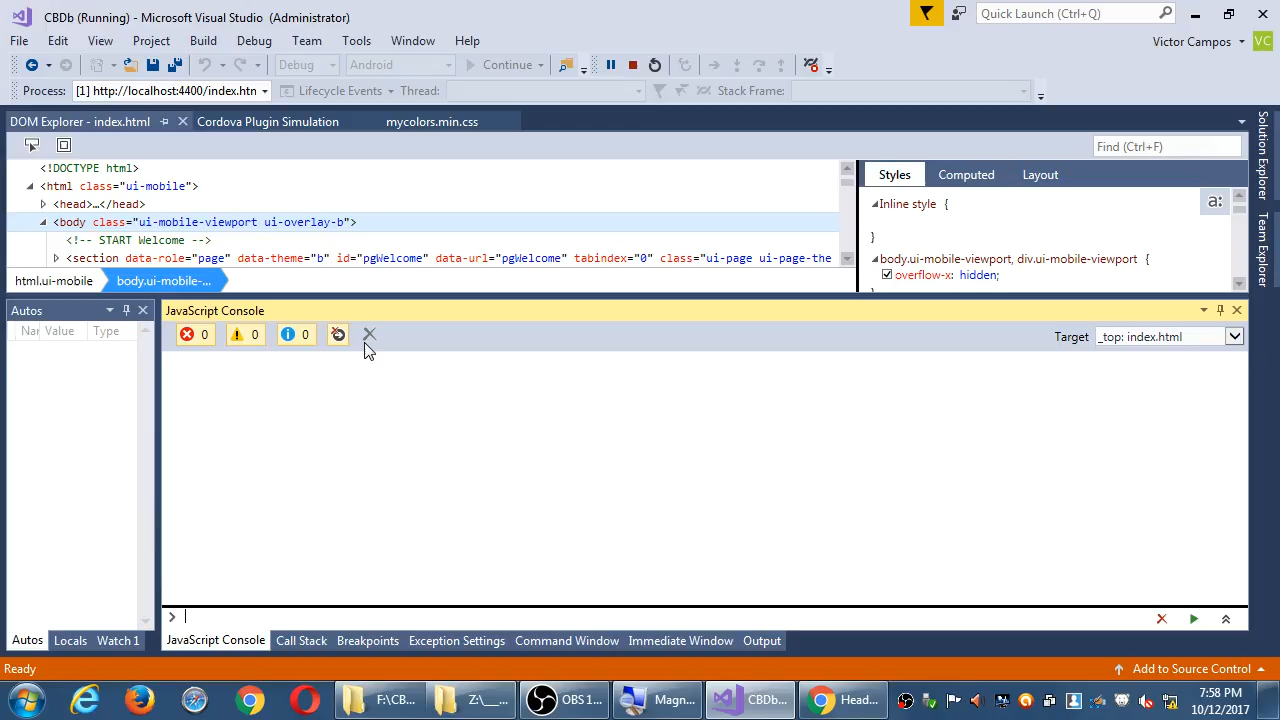 CBDb (Running) - Microsoft Visual Studio (Administrator)
Quick Launch (Ctrl+Q)
File Edit View Project Build Debug Team Tools Window Help
Victor Campos VC
Debug Android Continue
Process: [1] http://localhost:4400/index.htn Lifecycle Events Thread: Stack Frame:
DOM Explorer - index.html Cordova Plugin Simulation mycolors.min.css
Solution Explorer
Team Explorer
Find (Ctrl+F)
<!DOCTYPE html>
<html class="ui-mobile">
<head>…</head>
<body class="ui-mobile-viewport ui-overlay-b">
<!-- START Welcome -->
<section data-role="page" data-theme="b" id="pgWelcome" data-url="pgWelcome" tabindex="0" class="ui-page ui-page-the
html.ui-mobile body.ui-mobile-...
Styles Computed Layout
Inline style {
a:
}
body.ui-mobile-viewport, div.ui-mobile-viewport {
overflow-x: hidden;
}
Autos
Nar Value Type
JavaScript Console
0 0 0
Target _top: index.html
Autos Locals Watch 1
JavaScript Console Call Stack Breakpoints Exception Settings Command Window Immediate Window Output
Ready
Add to Source Control
F:\CB... Z:\___... OBS 1... Magn... CBDb... Head...
7:58 PM
10/12/2017